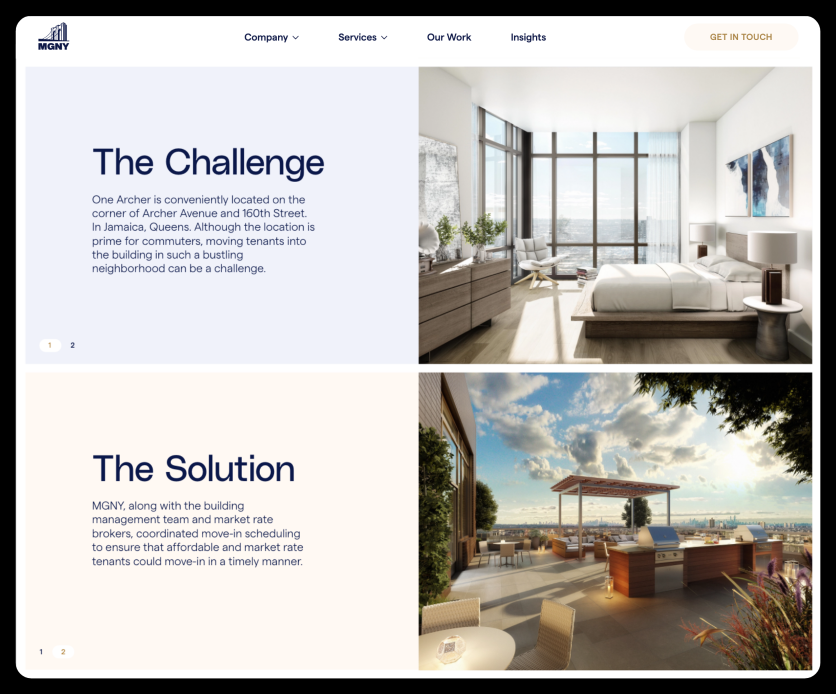 MGNY
Company
Services
Our Work
Insights
GET IN TOUCH
The Challenge
One Archer is conveniently located on the
corner of Archer Avenue and 160th Street.
In Jamaica, Queens. Although the location is
prime for commuters, moving tenants into
the building in such a bustling
neighborhood can be a challenge.
1 2
The Solution
MGNY, along with the building
management team and market rate
brokers, coordinated move-in scheduling
to ensure that affordable and market rate
tenants could move-in in a timely manner.
1 2